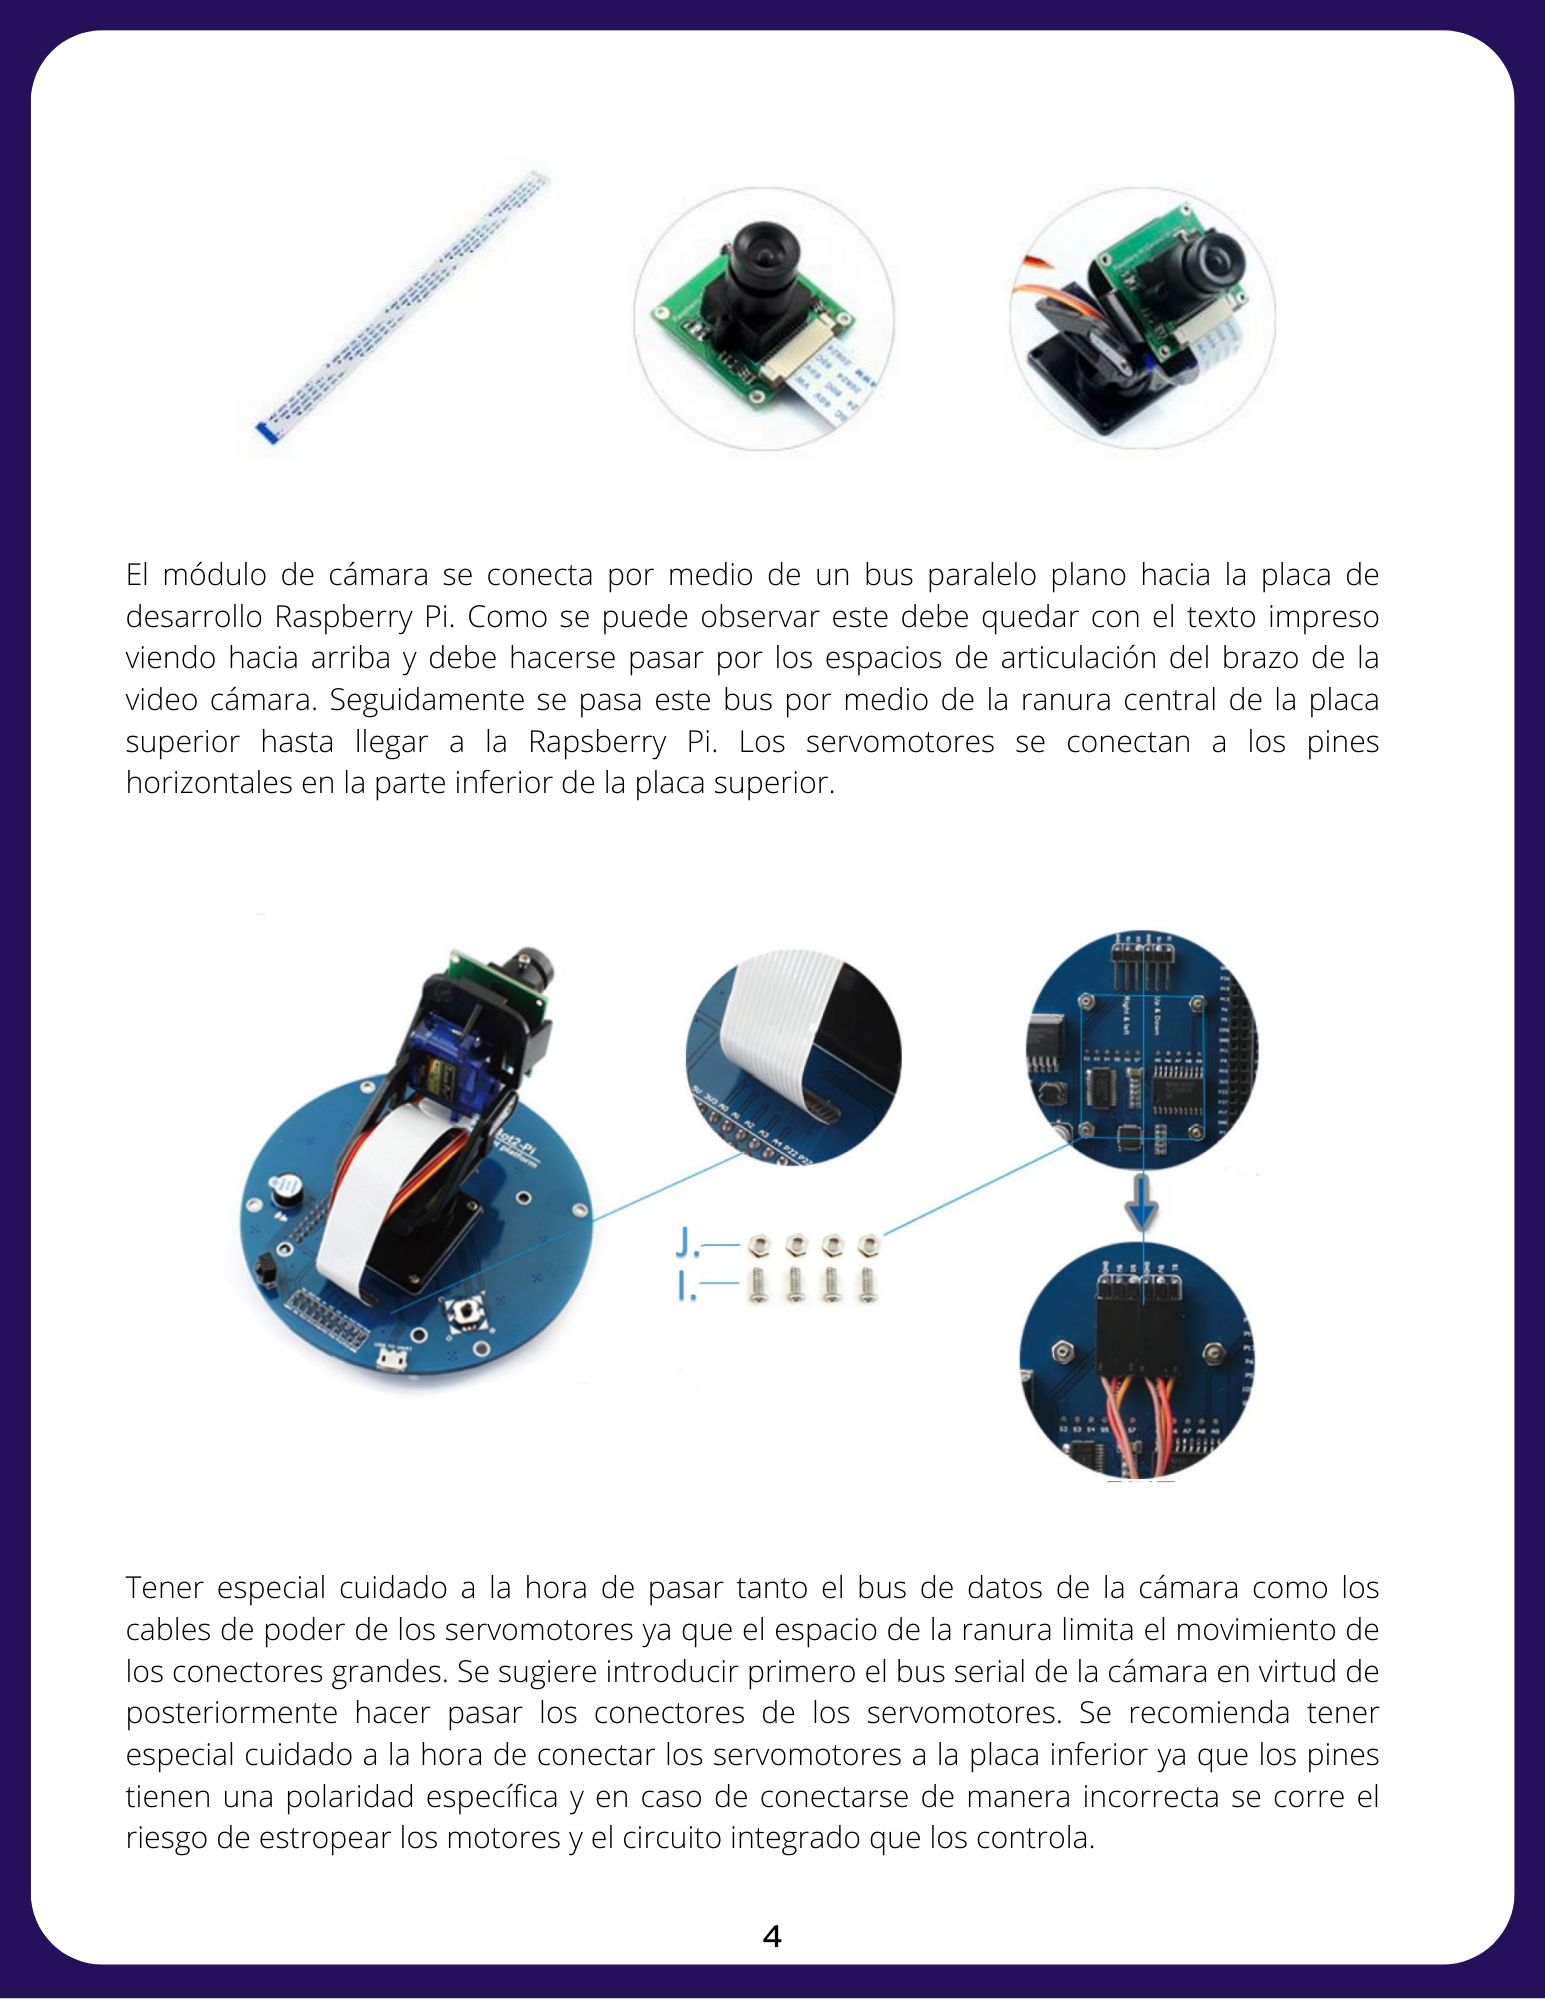 El módulo de cámara se conecta por medio de un bus paralelo plano hacia la placa de
desarrollo Raspberry Pi. Como se puede observar este debe quedar con el texto impreso
viendo hacia arriba y debe hacerse pasar por los espacios de articulación del brazo de la
video cámara. Seguidamente se pasa este bus por medio de la ranura central de la placa
superior hasta llegar a la Rapsberry Pi. Los servomotores se conectan a los pines
horizontales en la parte inferior de la placa superior.
Right & left
Up & Down
J.
I.
Tener especial cuidado a la hora de pasar tanto el bus de datos de la cámara como los
cables de poder de los servomotores ya que el espacio de la ranura limita el movimiento de
los conectores grandes. Se sugiere introducir primero el bus serial de la cámara en virtud de
posteriormente hacer pasar los conectores de los servomotores. Se recomienda tener
especial cuidado a la hora de conectar los servomotores a la placa inferior ya que los pines
tienen una polaridad específica y en caso de conectarse de manera incorrecta se corre el
riesgo de estropear los motores y el circuito integrado que los controla.
4